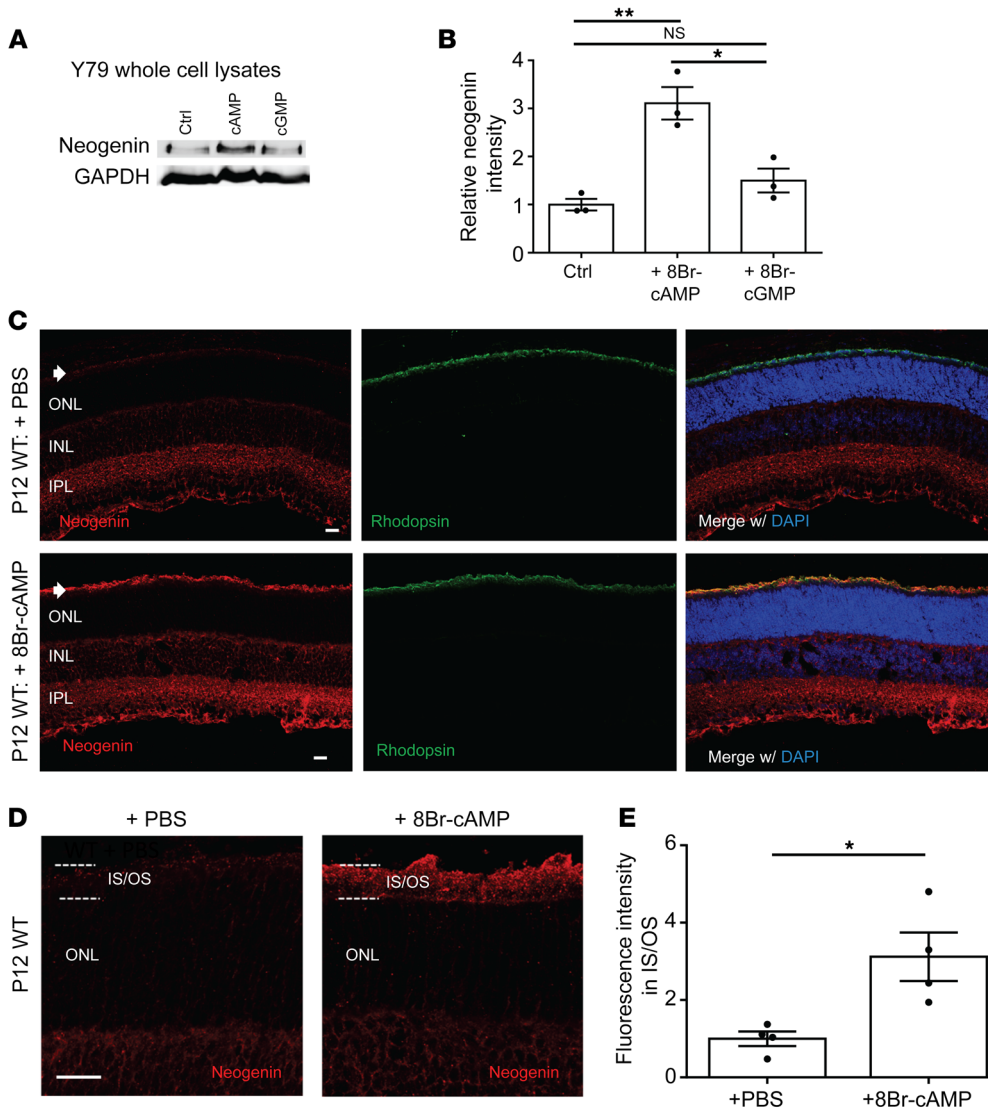 A
Y79 whole cell lysates
Ctrl
cAMP
cGMP
Neogenin
GAPDH
B
**
NS
*
Relative neogenin
intensity
4
3
2
1
0
Ctrl
+ 8Br-
cAMP
+ 8Br-
cGMP
C
P12 WT: + PBS
ONL
INL
IPL
Neogenin
Rhodopsin
Merge w/ DAPI
P12 WT: + 8Br-cAMP
ONL
INL
IPL
Neogenin
Rhodopsin
Merge w/ DAPI
D
+ PBS
+ 8Br-cAMP
P12 WT
WT + PBS
IS/OS
ONL
Neogenin
IS/OS
ONL
Neogenin
E
*
Fluorescence intensity
in IS/OS
6
4
2
0
+PBS
+8Br-cAMP